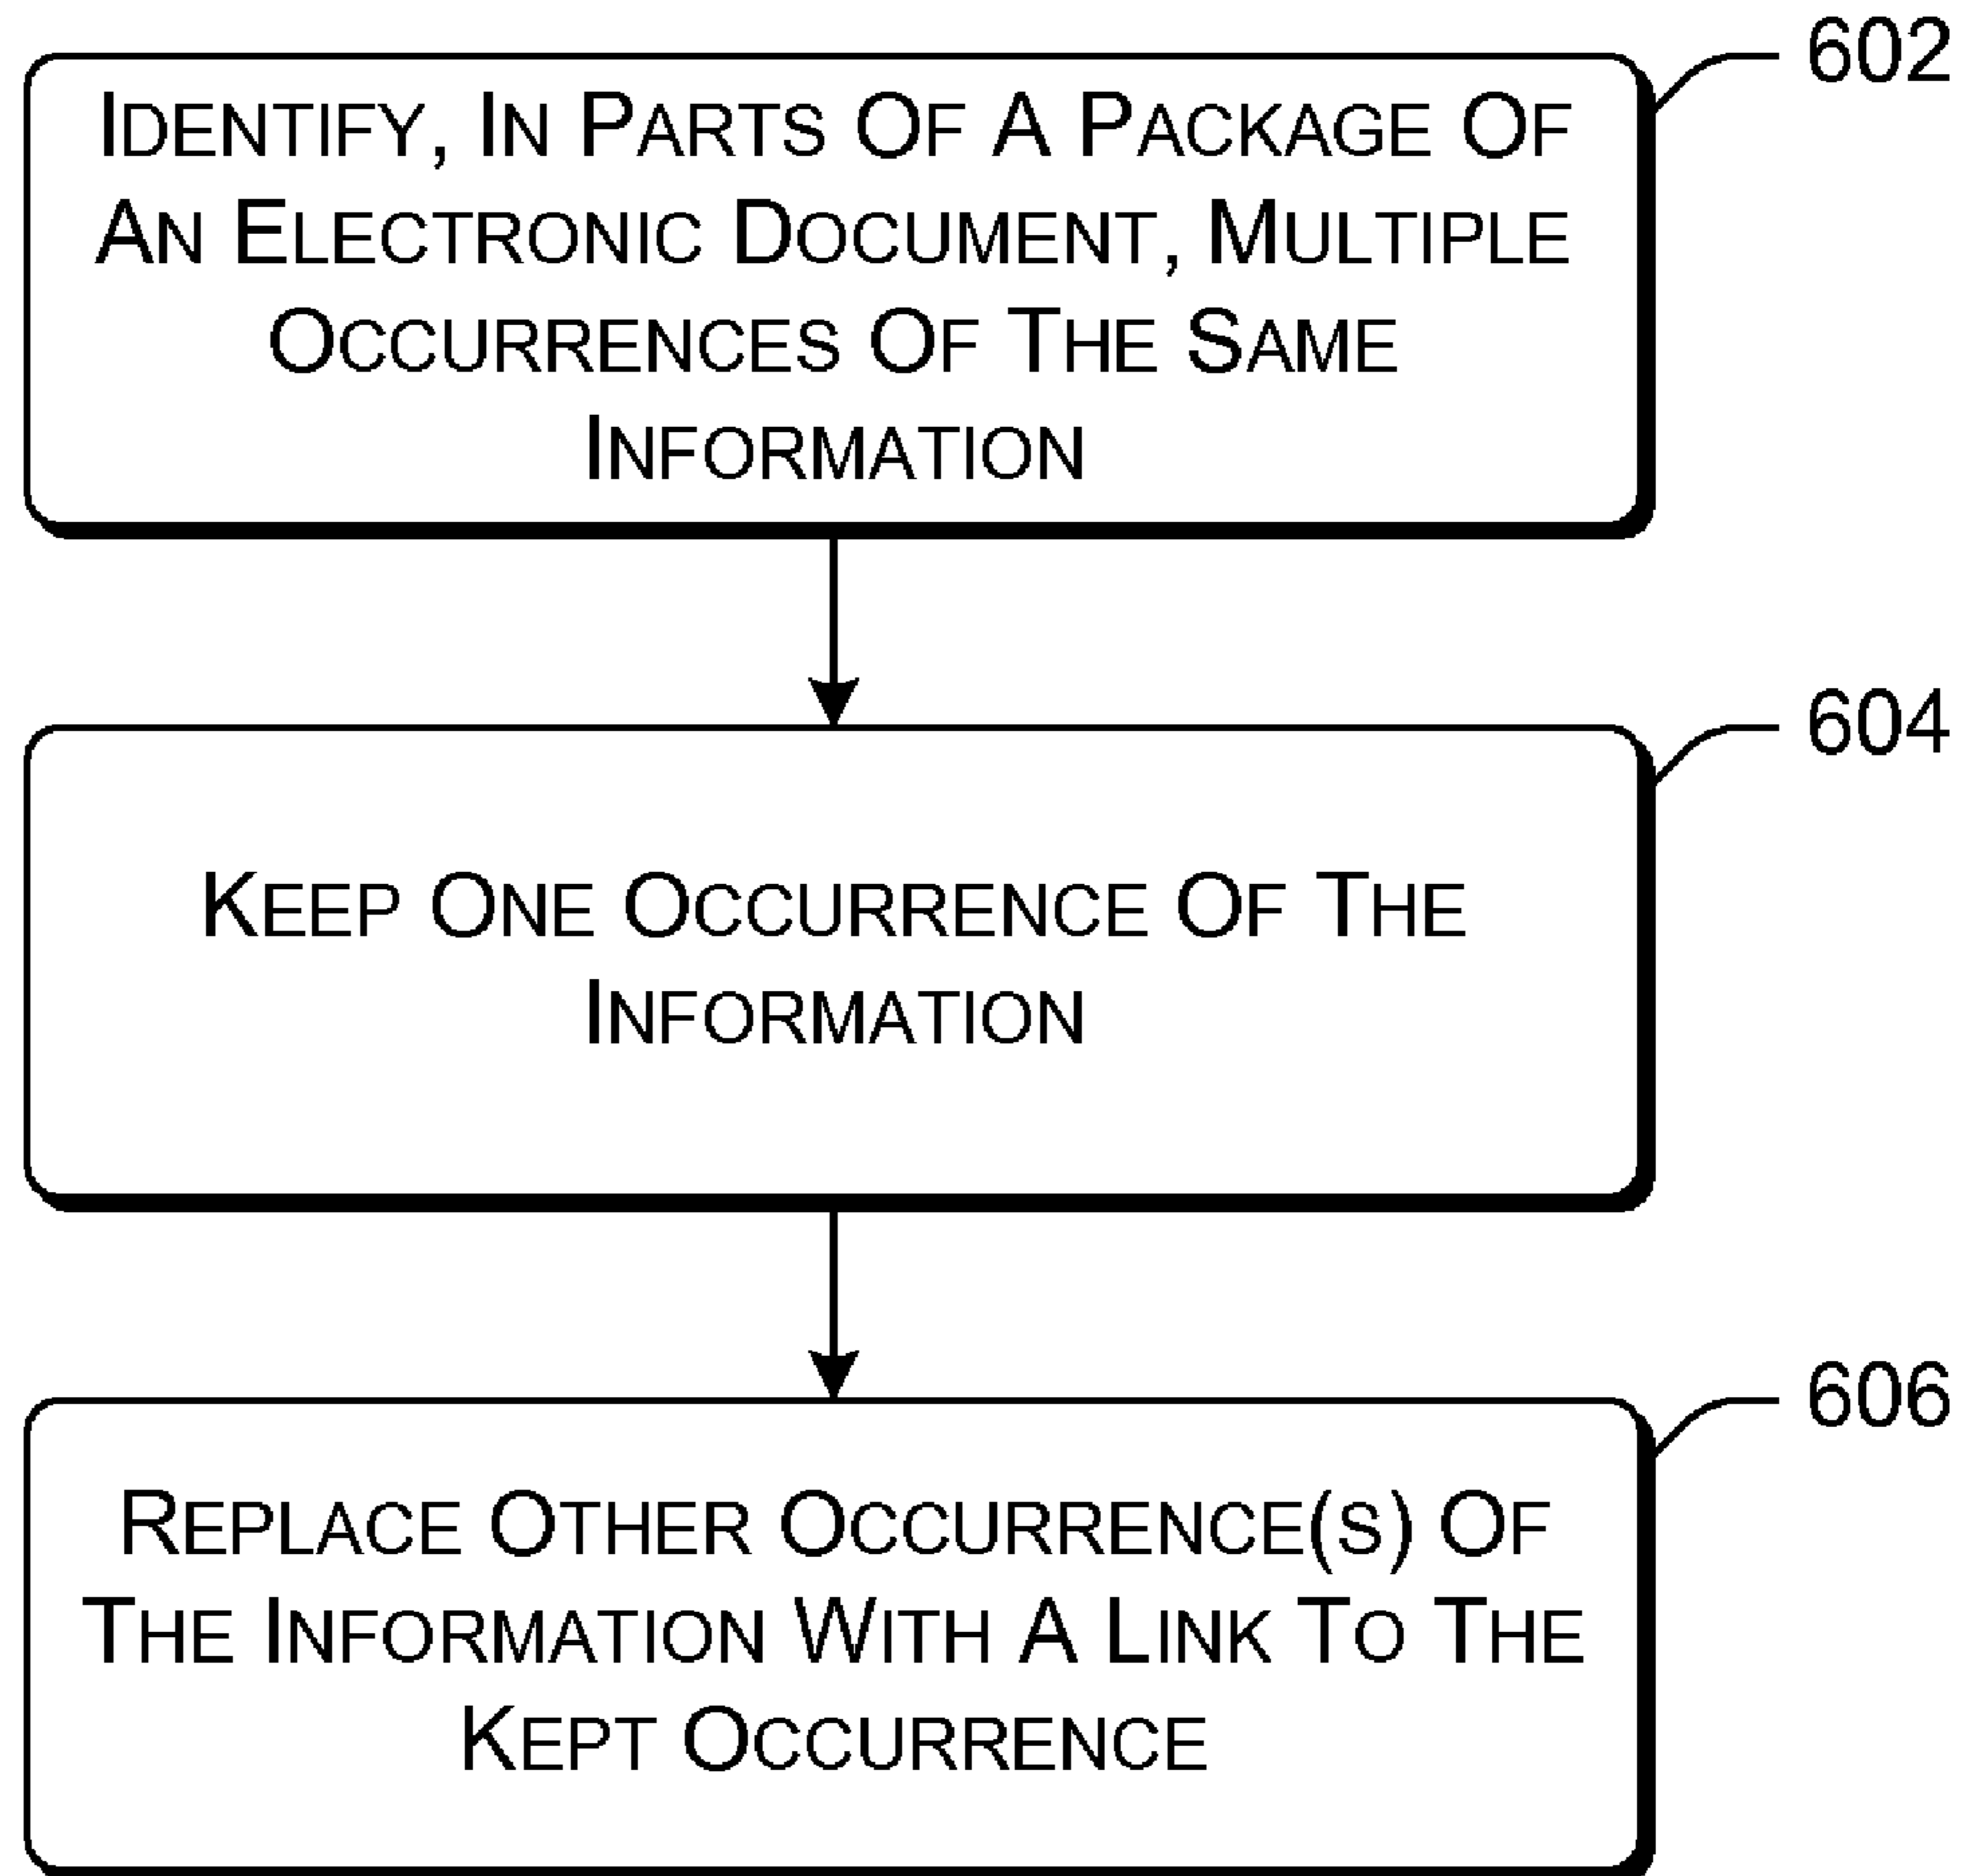 602
Identify, In Parts Of A Package Of
An Electronic Document, Multiple
Occurrences Of The Same
Information
604
Keep One Occurrence Of The
Information
606
Replace Other Occurrence(s) Of
The Information With A Link To The
Kept Occurrence